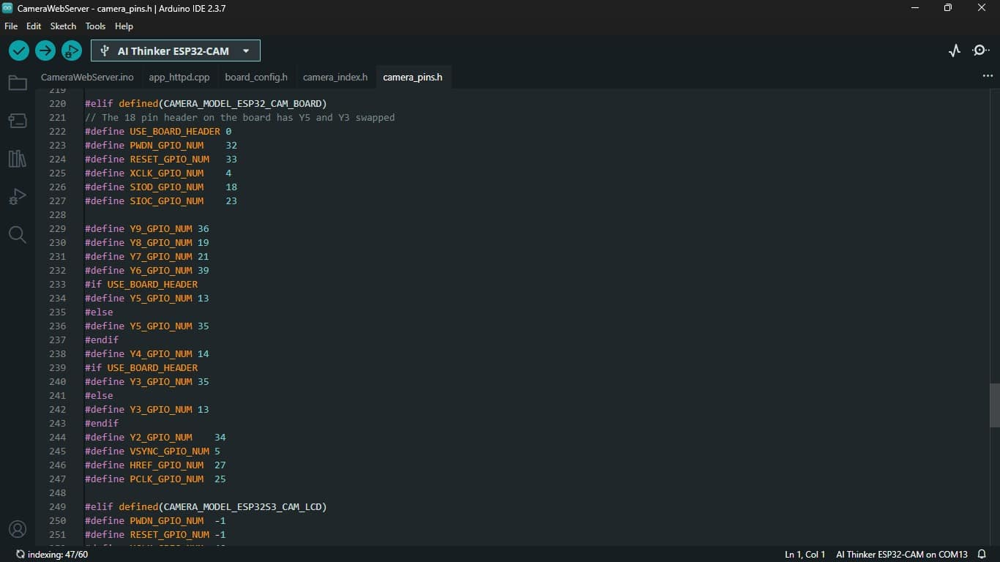 CameraWebServer - camera_pins.h | Arduino IDE 2.3.7
File Edit Sketch Tools Help
AI Thinker ESP32-CAM
CameraWebServer.ino app_httpd.cpp board_config.h camera_index.h camera_pins.h
219
220 #elif defined(CAMERA_MODEL_ESP32_CAM_BOARD)
221 // The 18 pin header on the board has Y5 and Y3 swapped
222 #define USE_BOARD_HEADER 0
223 #define PWDN_GPIO_NUM 32
224 #define RESET_GPIO_NUM 33
225 #define XCLK_GPIO_NUM 4
226 #define SIOD_GPIO_NUM 18
227 #define SIOC_GPIO_NUM 23
228
229 #define Y9_GPIO_NUM 36
230 #define Y8_GPIO_NUM 19
231 #define Y7_GPIO_NUM 21
232 #define Y6_GPIO_NUM 39
233 #if USE_BOARD_HEADER
234 #define Y5_GPIO_NUM 13
235 #else
236 #define Y5_GPIO_NUM 35
237 #endif
238 #define Y4_GPIO_NUM 14
239 #if USE_BOARD_HEADER
240 #define Y3_GPIO_NUM 35
241 #else
242 #define Y3_GPIO_NUM 13
243 #endif
244 #define Y2_GPIO_NUM 34
245 #define VSYNC_GPIO_NUM 5
246 #define HREF_GPIO_NUM 27
247 #define PCLK_GPIO_NUM 25
248
249 #elif defined(CAMERA_MODEL_ESP32S3_CAM_LCD)
250 #define PWDN_GPIO_NUM -1
251 #define RESET_GPIO_NUM -1
indexing: 47/60 Ln 1, Col 1 AI Thinker ESP32-CAM on COM13